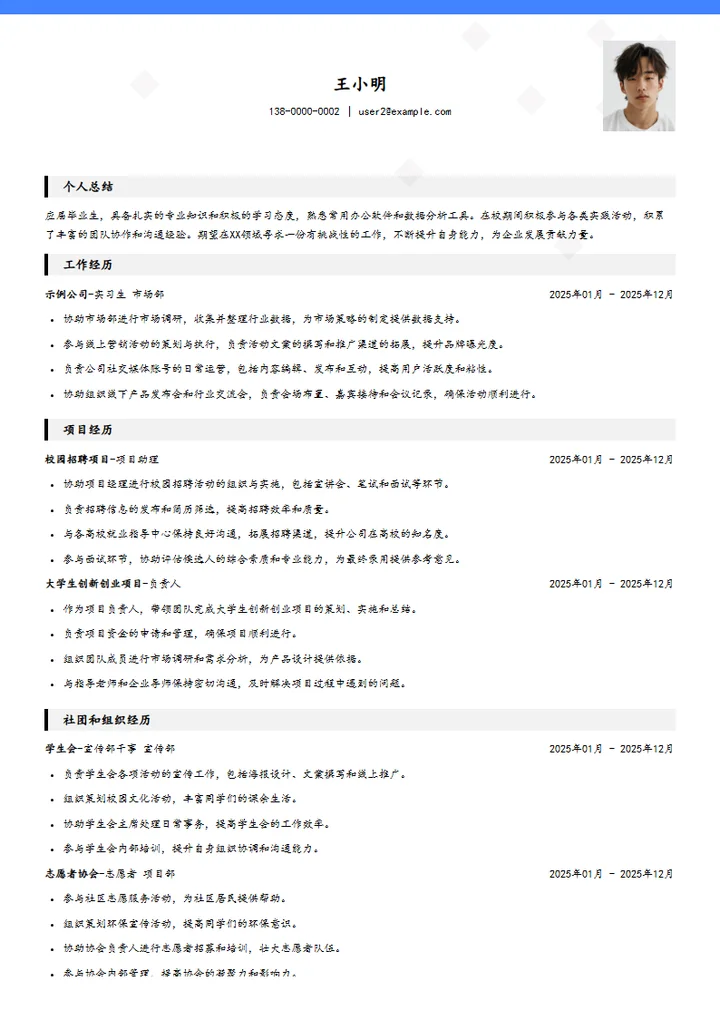 王小明
138-0000-0002 | user2@example.com
个人总结
应届毕业生，具备扎实的专业知识和积极的学习态度，熟悉常用办公软件和数据分析工具。在校期间积极参与各类实践活动，积累
了丰富的团队协作和沟通经验。期望在XX领域寻求一份有挑战性的工作，不断提升自身能力，为企业发展贡献力量。
工作经历
示例公司-实习生 市场部 2025年01月 - 2025年12月
• 协助市场部进行市场调研，收集并整理行业数据，为市场策略的制定提供数据支持。
• 参与线上营销活动的策划与执行，负责活动文案的撰写和推广渠道的拓展，提升品牌曝光度。
• 负责公司社交媒体账号的日常运营，包括内容编辑、发布和互动，提高用户活跃度和粘性。
• 协助组织线下产品发布会和行业交流会，负责会场布置、嘉宾接待和会议记录，确保活动顺利进行。
项目经历
校园招聘项目-项目助理 2025年01月 - 2025年12月
• 协助项目经理进行校园招聘活动的组织与实施，包括宣讲会、笔试和面试等环节。
• 负责招聘信息的发布和简历筛选，提高招聘效率和质量。
• 与各高校就业指导中心保持良好沟通，拓展招聘渠道，提升公司在高校的知名度。
• 参与面试环节，协助评估候选人的综合素质和专业能力，为最终录用提供参考意见。
大学生创新创业项目-负责人 2025年01月 - 2025年12月
• 作为项目负责人，带领团队完成大学生创新创业项目的策划、实施和总结。
• 负责项目资金的申请和管理，确保项目顺利进行。
• 组织团队成员进行市场调研和需求分析，为产品设计提供依据。
• 与指导老师和企业导师保持密切沟通，及时解决项目过程中遇到的问题。
社团和组织经历
学生会-宣传部干事 宣传部 2025年01月 - 2025年12月
• 负责学生会各项活动的宣传工作，包括海报设计、文案撰写和线上推广。
• 组织策划校园文化活动，丰富同学们的课余生活。
• 协助学生会主席处理日常事务，提高学生会的工作效率。
• 参与学生会内部培训，提升自身组织协调和沟通能力。
志愿者协会-志愿者 项目部 2025年01月 - 2025年12月
• 参与社区志愿服务活动，为社区居民提供帮助。
• 组织策划环保宣传活动，提高同学们的环保意识。
• 协助协会负责人进行志愿者招募和培训，壮大志愿者队伍。
• 参与协会内部管理，提高协会的凝聚力和影响力。